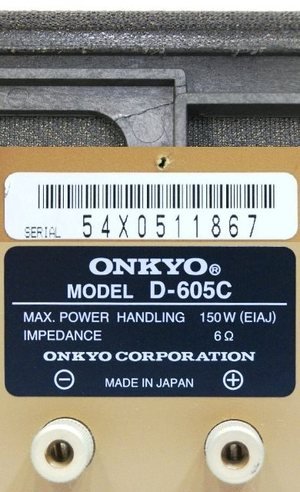 SERIAL 54X0511867
ONKYO®
MODEL D-605C
MAX. POWER HANDLING 150W (EIAJ)
IMPEDANCE 6Ω
ONKYO CORPORATION
⊖ MADE IN JAPAN ⊕